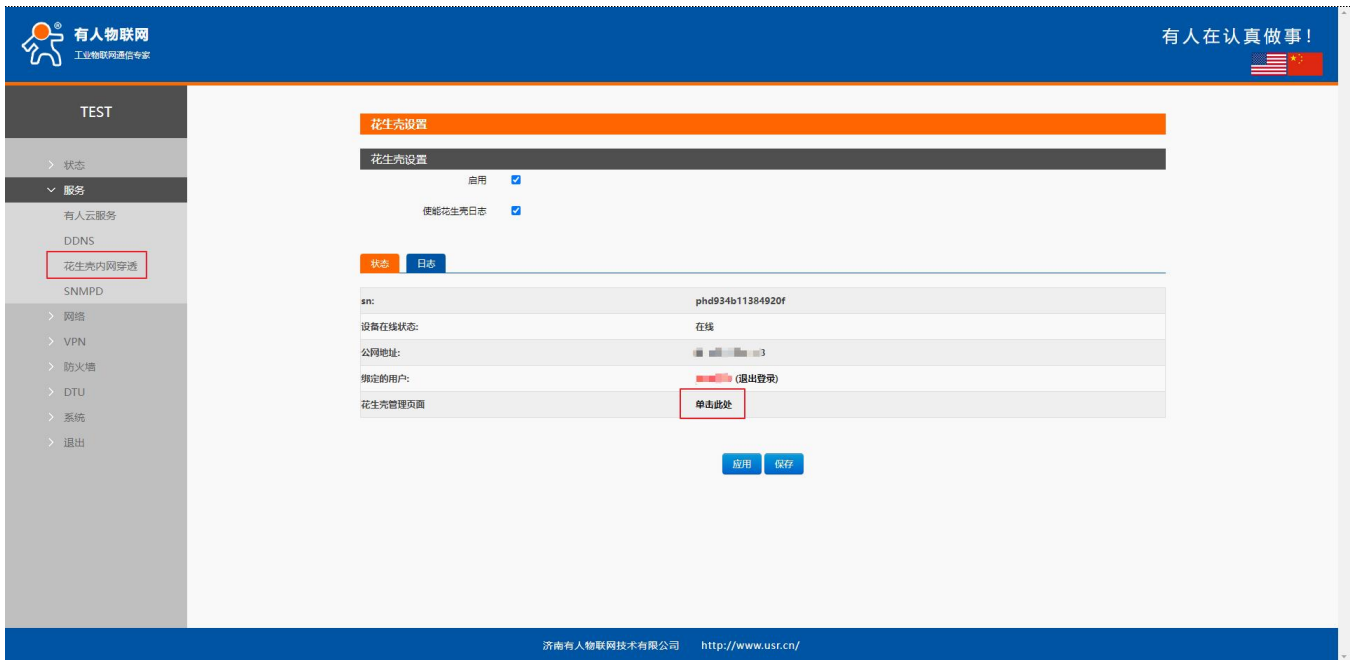 有人物联网
工业物联网通信专家
有人在认真做事!
TEST
状态
服务
有人云服务
DDNS
花生壳内网穿透
SNMPD
网络
VPN
防火墙
DTU
系统
退出
花生壳设置
花生壳设置
启用
使能花生壳日志
状态 日志
sn: phd934b11384920f
设备在线状态: 在线
公网地址: 3
绑定的用户: (退出登录)
花生壳管理页面 单击此处
应用 保存
济南有人物联网技术有限公司 http://www.usr.cn/